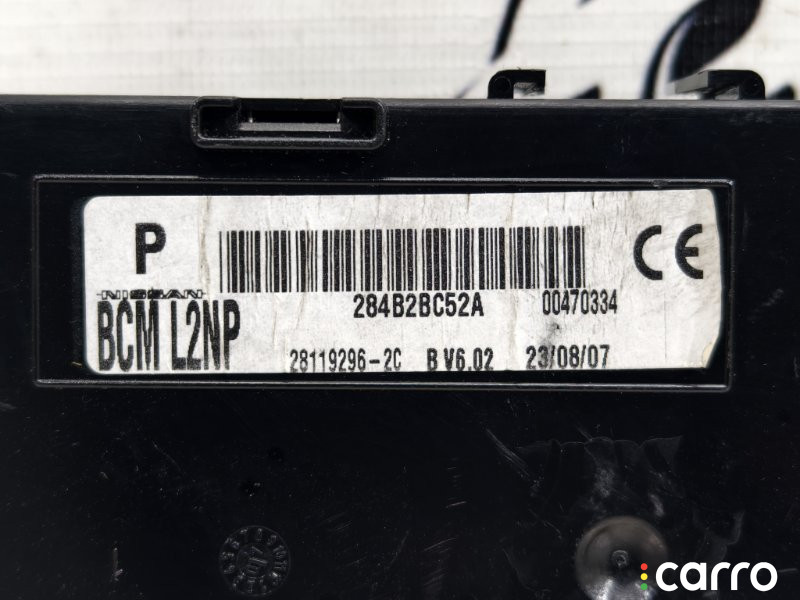 P
NISSAN
BCM L2NP
284B2BC52A 00470334
28119296-2C B V6.02 23/08/07
CE
carro